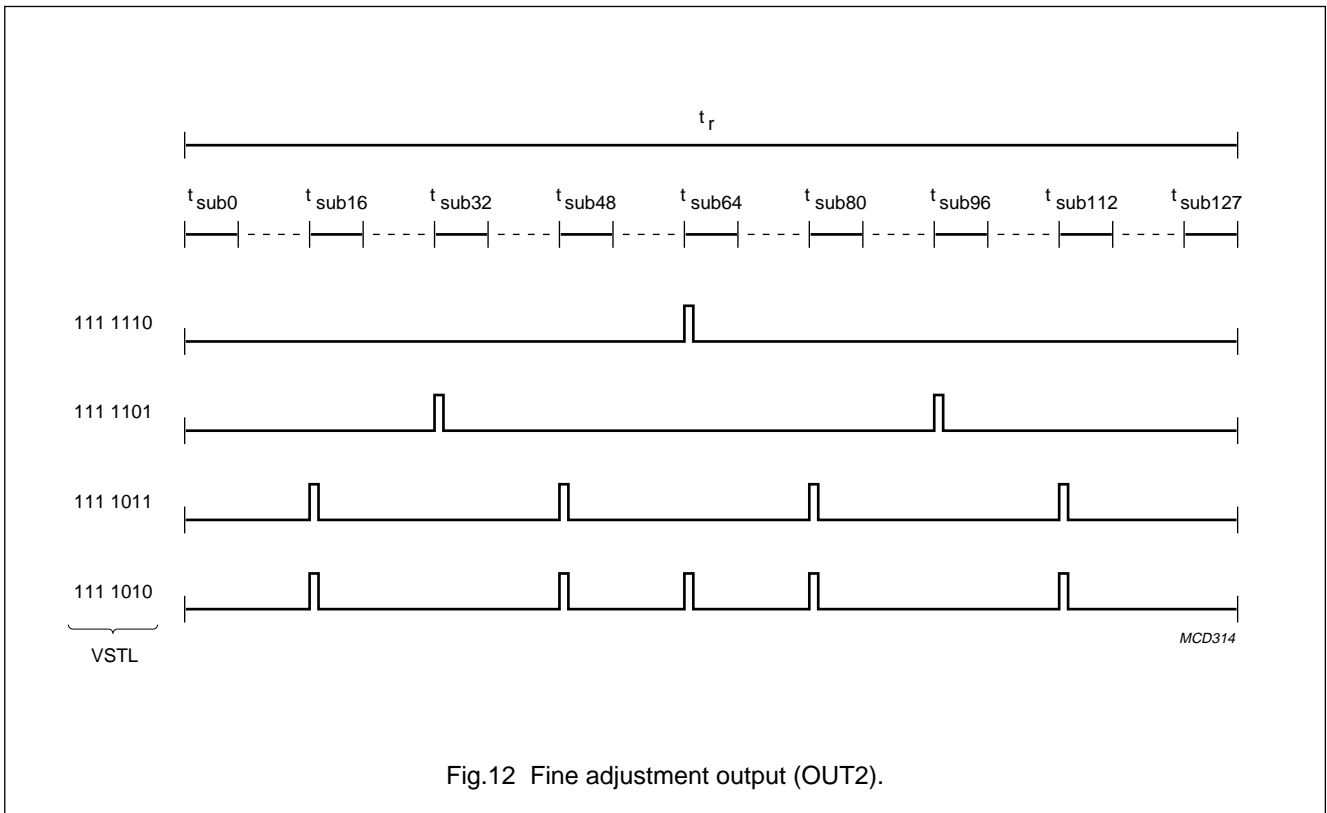 t r
t sub0 t sub16 t sub32 t sub48 t sub64 t sub80 t sub96 t sub112 t sub127
111 1110
111 1101
111 1011
111 1010
VSTL
MCD314
Fig.12 Fine adjustment output (OUT2).